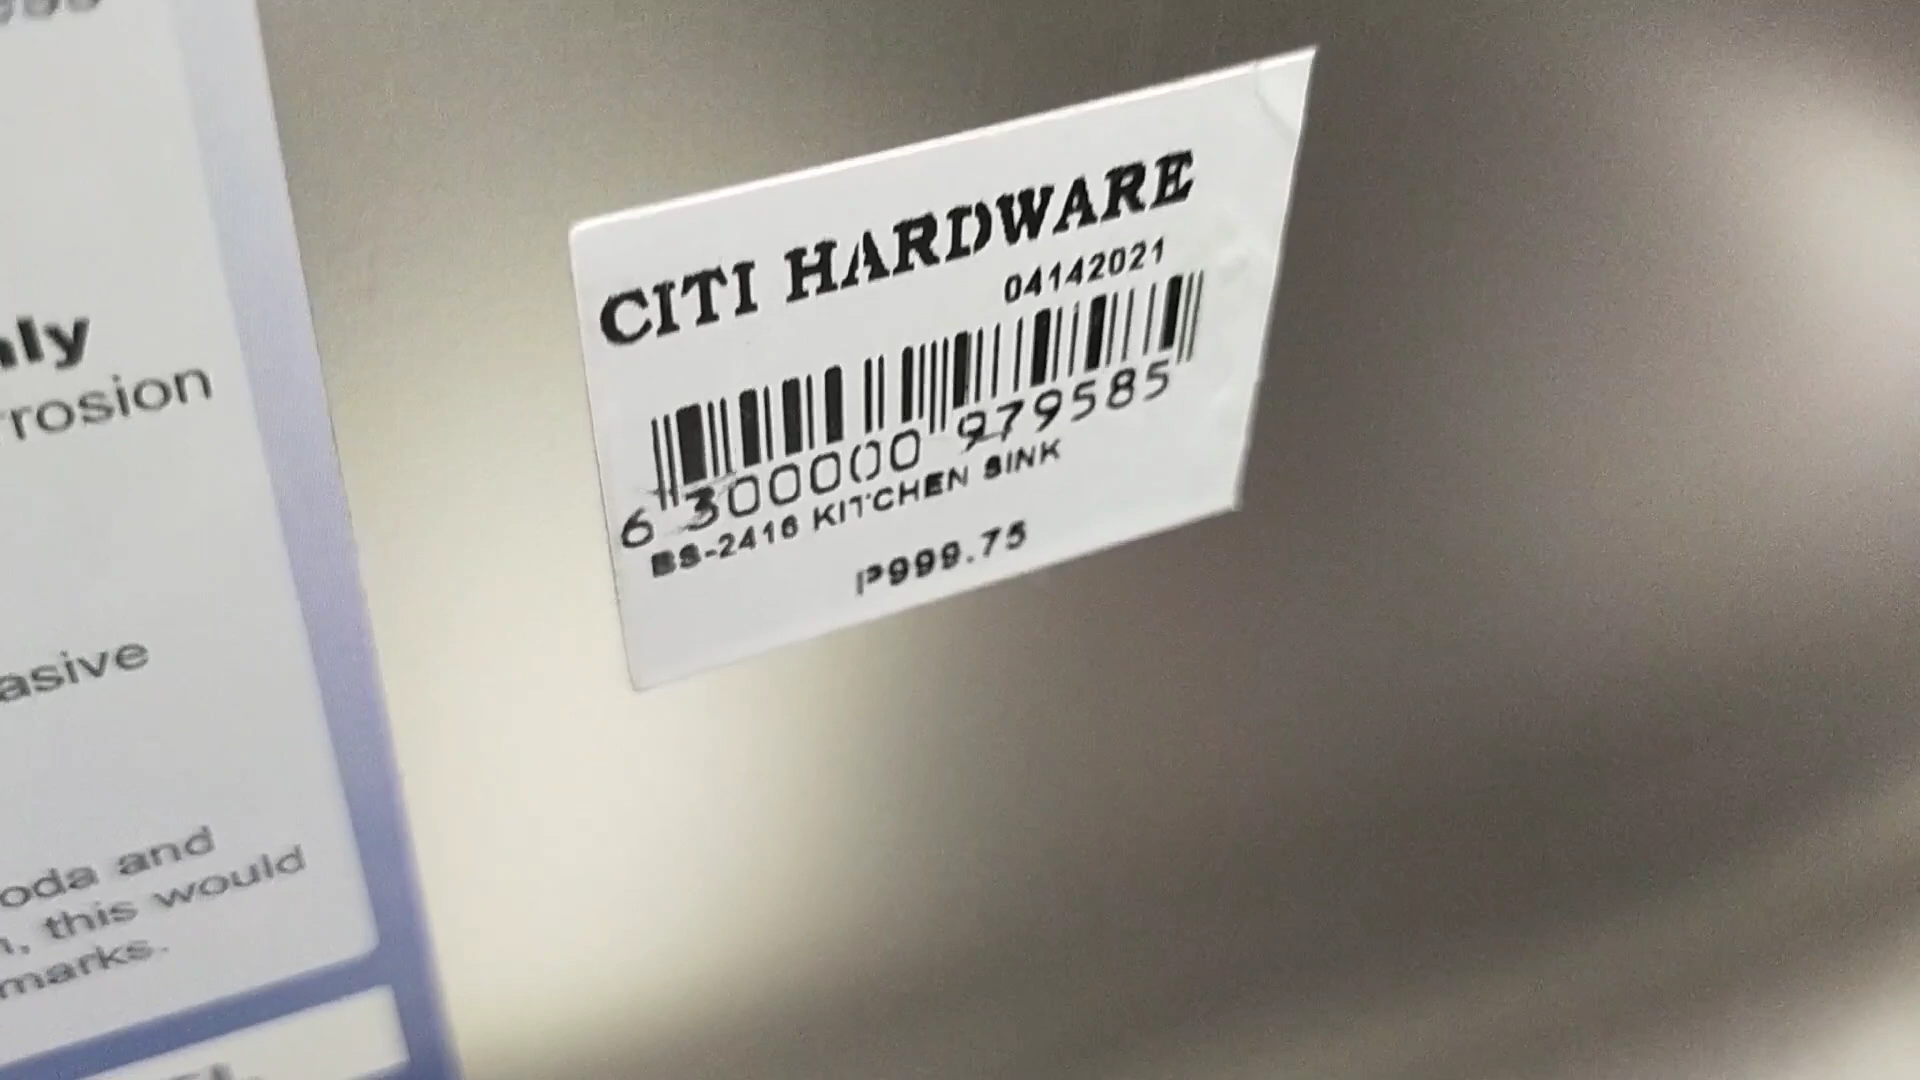 rosion
asive
oda and
this would
marks.
CITI HARDWARE
04142021
6 300000 979585
BS-2416 KITCHEN SINK
P999.75